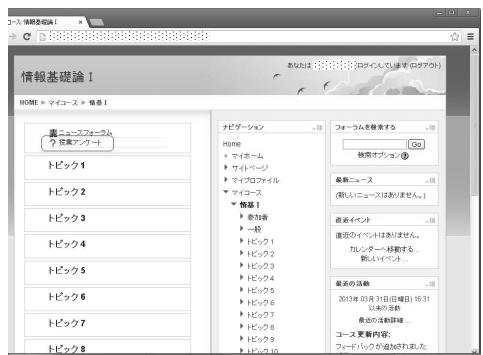 コース: 情報基礎論 I
あなたは
ログインしています (ログアウト)
情報基礎論 I
HOME ► マイコース ► 情基 I
ニュースフォーラム
? 授業アンケート
トピック 1
トピック 2
トピック 3
トピック 4
トピック 5
トピック 6
トピック 7
トピック 8
ナビゲーション
Home
マイホーム
サイトページ
マイプロファイル
マイコース
情基 I
参加者
一般
トピック 1
トピック 2
トピック 3
トピック 4
トピック 5
トピック 6
トピック 7
トピック 8
トピック 9
トピック 10
フォーラムを検索する
Go
検索オプション ?
最新ニュース
(新しいニュースはありません。)
直近イベント
直近のイベントはありません。
カレンダーへ移動する...
新しいイベント...
最近の活動
2013年 03月 31日(日曜日) 16:31
以来の活動
最近の活動詳細 ...
コース更新内容:
フィードバックが追加されました: